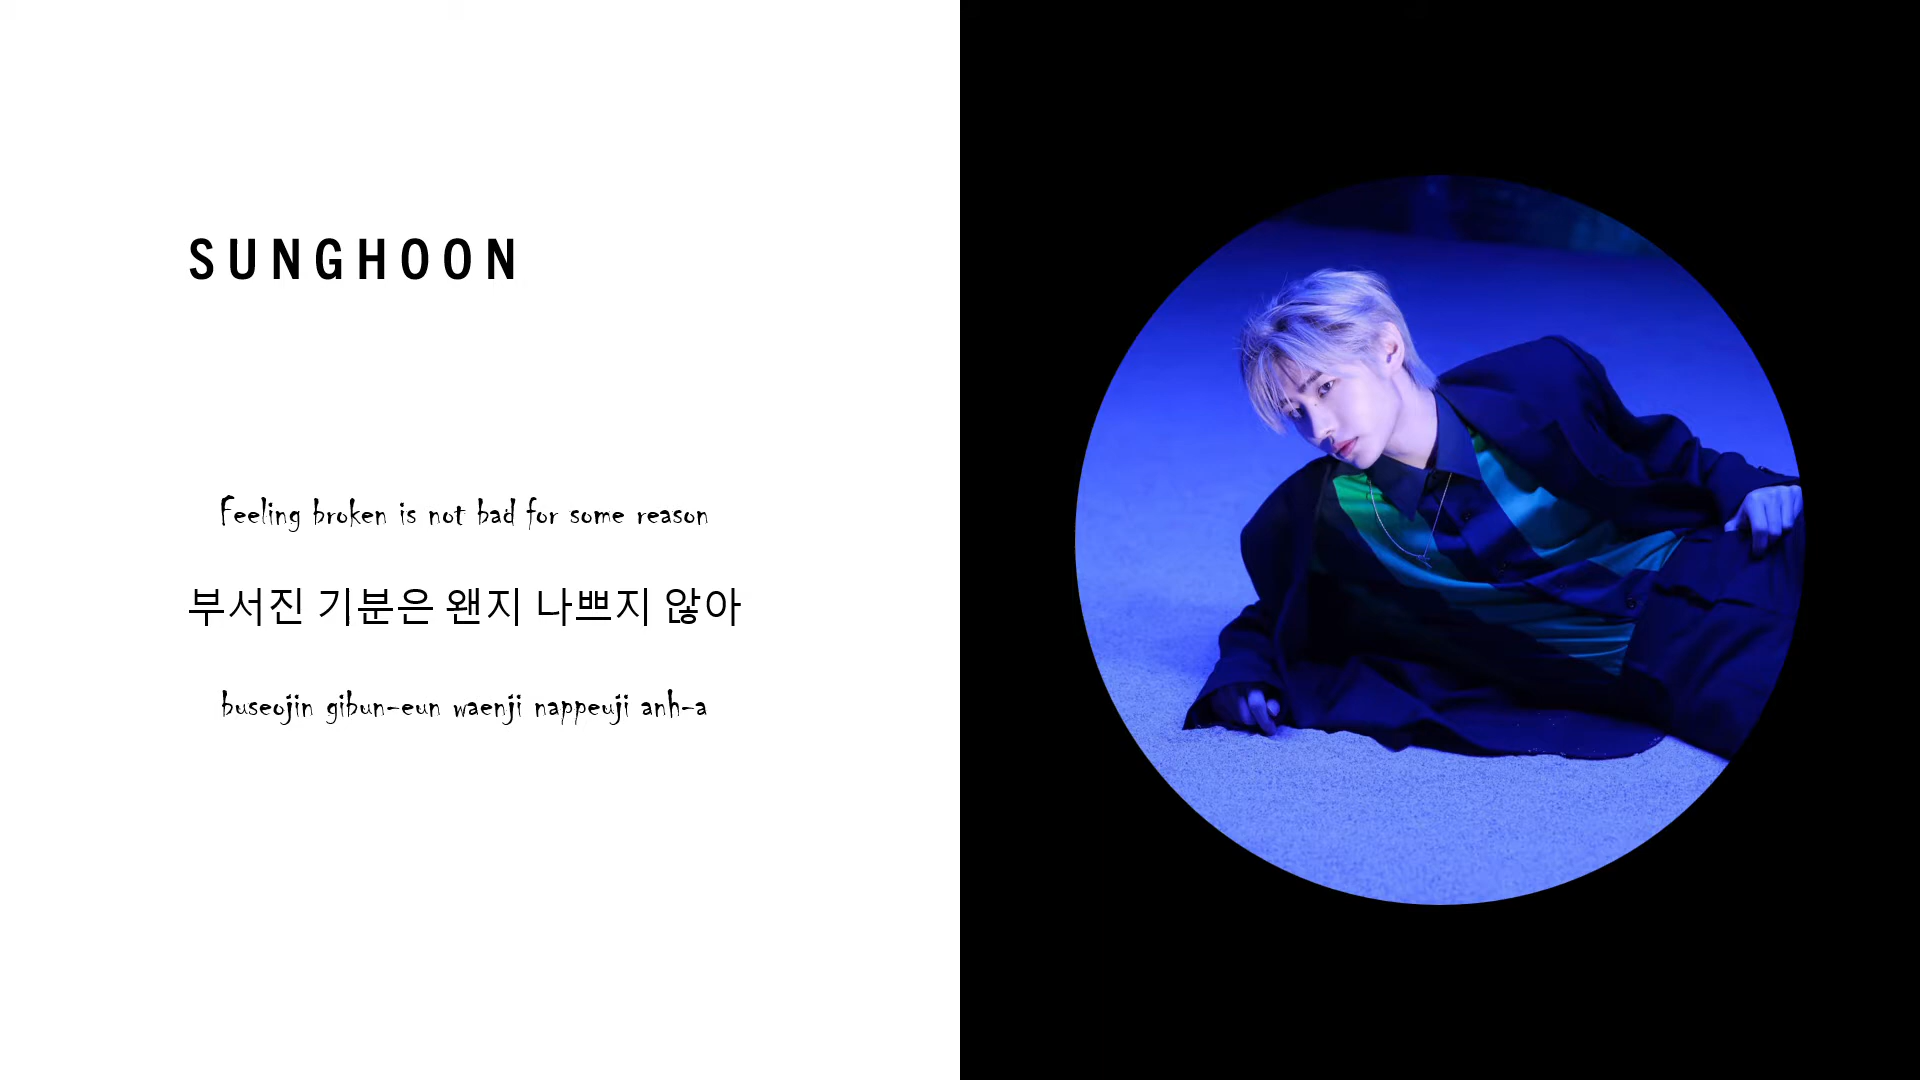 SUNGHOON
Feeling broken is not bad for some reason
부서진 기분은 왠지 나쁘지 않아
buseojin gibun-eun waenji nappeuji anh-a